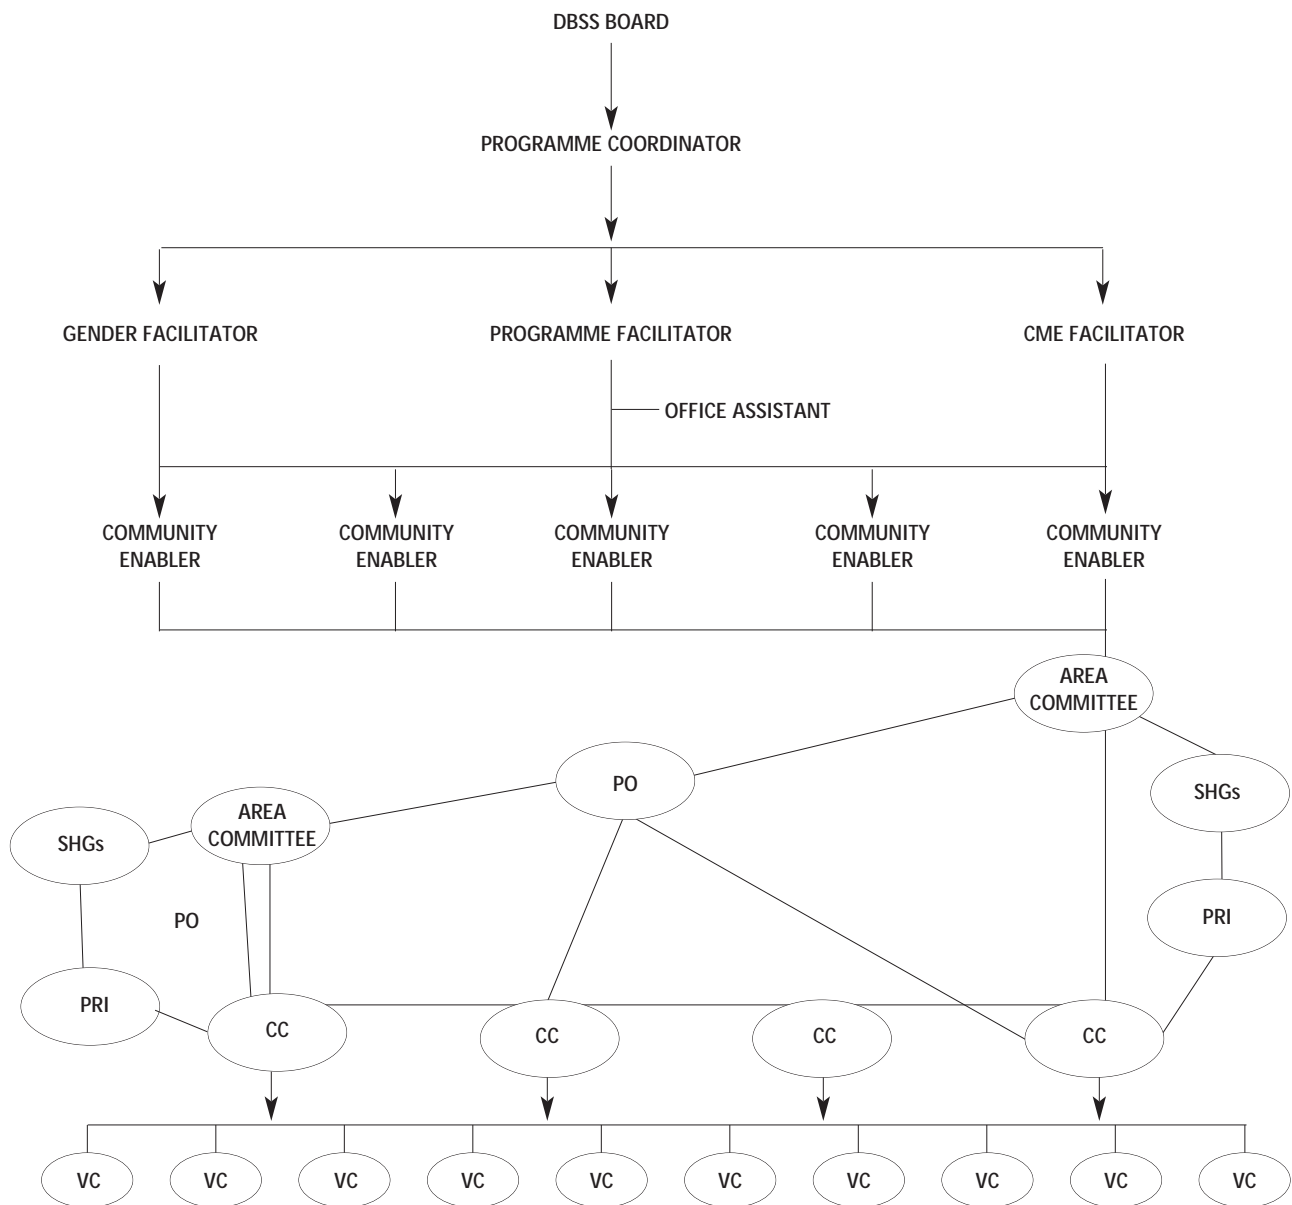 DBSS BOARD
PROGRAMME COORDINATOR
GENDER FACILITATOR
PROGRAMME FACILITATOR
CME FACILITATOR
OFFICE ASSISTANT
COMMUNITY
ENABLER
COMMUNITY
ENABLER
COMMUNITY
ENABLER
COMMUNITY
ENABLER
COMMUNITY
ENABLER
AREA
COMMITTEE
PO
SHGs
AREA
COMMITTEE
SHGs
PO
PRI
PRI
CC
CC
CC
CC
VC
VC
VC
VC
VC
VC
VC
VC
VC
VC